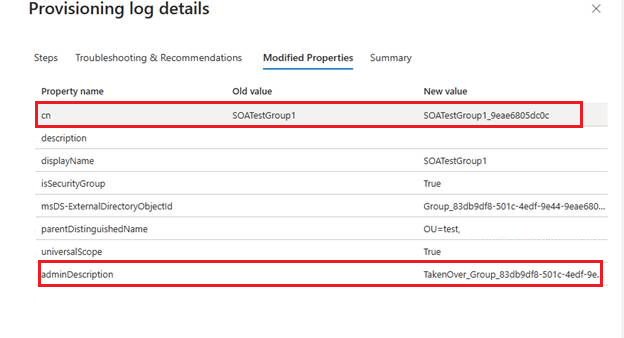 Provisioning log details
Steps Troubleshooting & Recommendations Modified Properties Summary
Property name Old value New value
cn SOATestGroup1 SOATestGroup1_9eae6805dc0c
description
displayName SOATestGroup1
isSecurityGroup True
msDS-ExternalDirectoryObjectId Group_83db9df8-501c-4edf-9e44-9eae680...
parentDistinguishedName OU=test,
universalScope True
adminDescription TakenOver_Group_83db9df8-501c-4edf-9e...